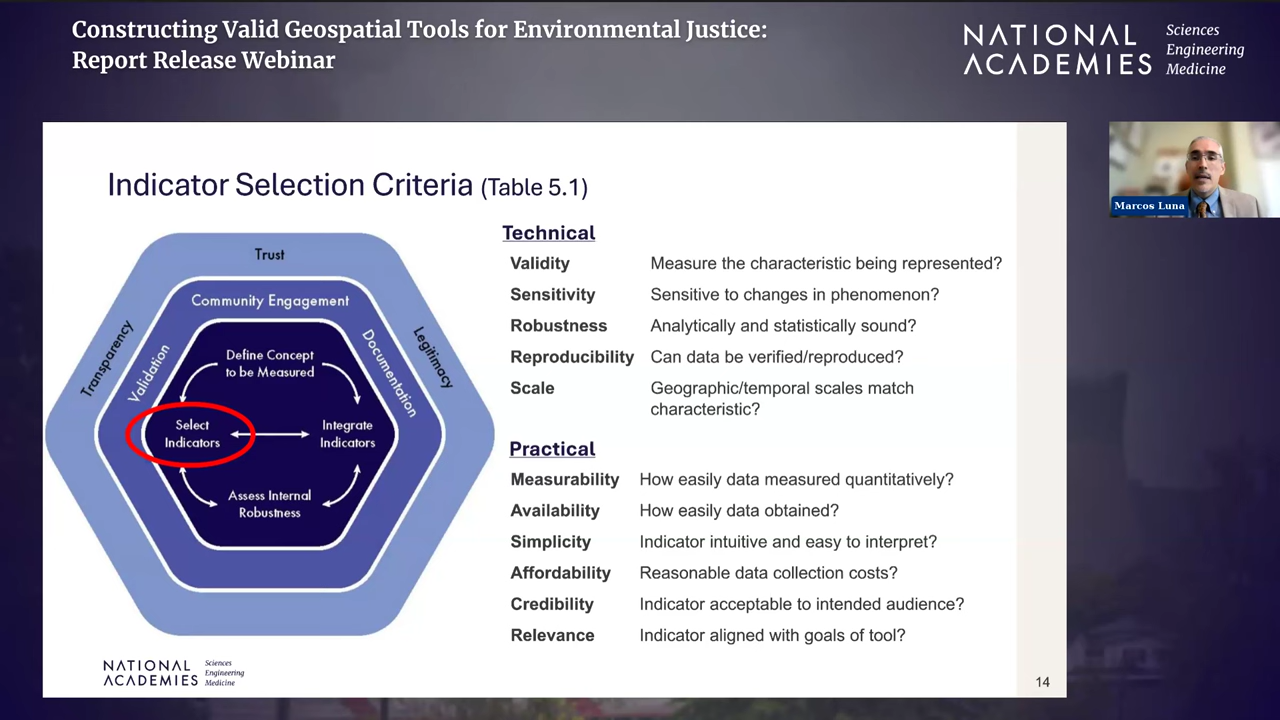 Constructing Valid Geospatial Tools for Environmental Justice:
Report Release Webinar
NATIONAL
ACADEMIES
Sciences
Engineering
Medicine
Marcos Luna
Indicator Selection Criteria (Table 5.1)
Trust
Transparency
Legitimacy
Community Engagement
Validation
Documentation
Define Concept
to be Measured
Select
Indicators
Integrate
Indicators
Assess Internal
Robustness
Technical
Validity Measure the characteristic being represented?
Sensitivity Sensitive to changes in phenomenon?
Robustness Analytically and statistically sound?
Reproducibility Can data be verified/reproduced?
Scale Geographic/temporal scales match
characteristic?
Practical
Measurability How easily data measured quantitatively?
Availability How easily data obtained?
Simplicity Indicator intuitive and easy to interpret?
Affordability Reasonable data collection costs?
Credibility Indicator acceptable to intended audience?
Relevance Indicator aligned with goals of tool?
NATIONAL
ACADEMIES
Sciences
Engineering
Medicine
14